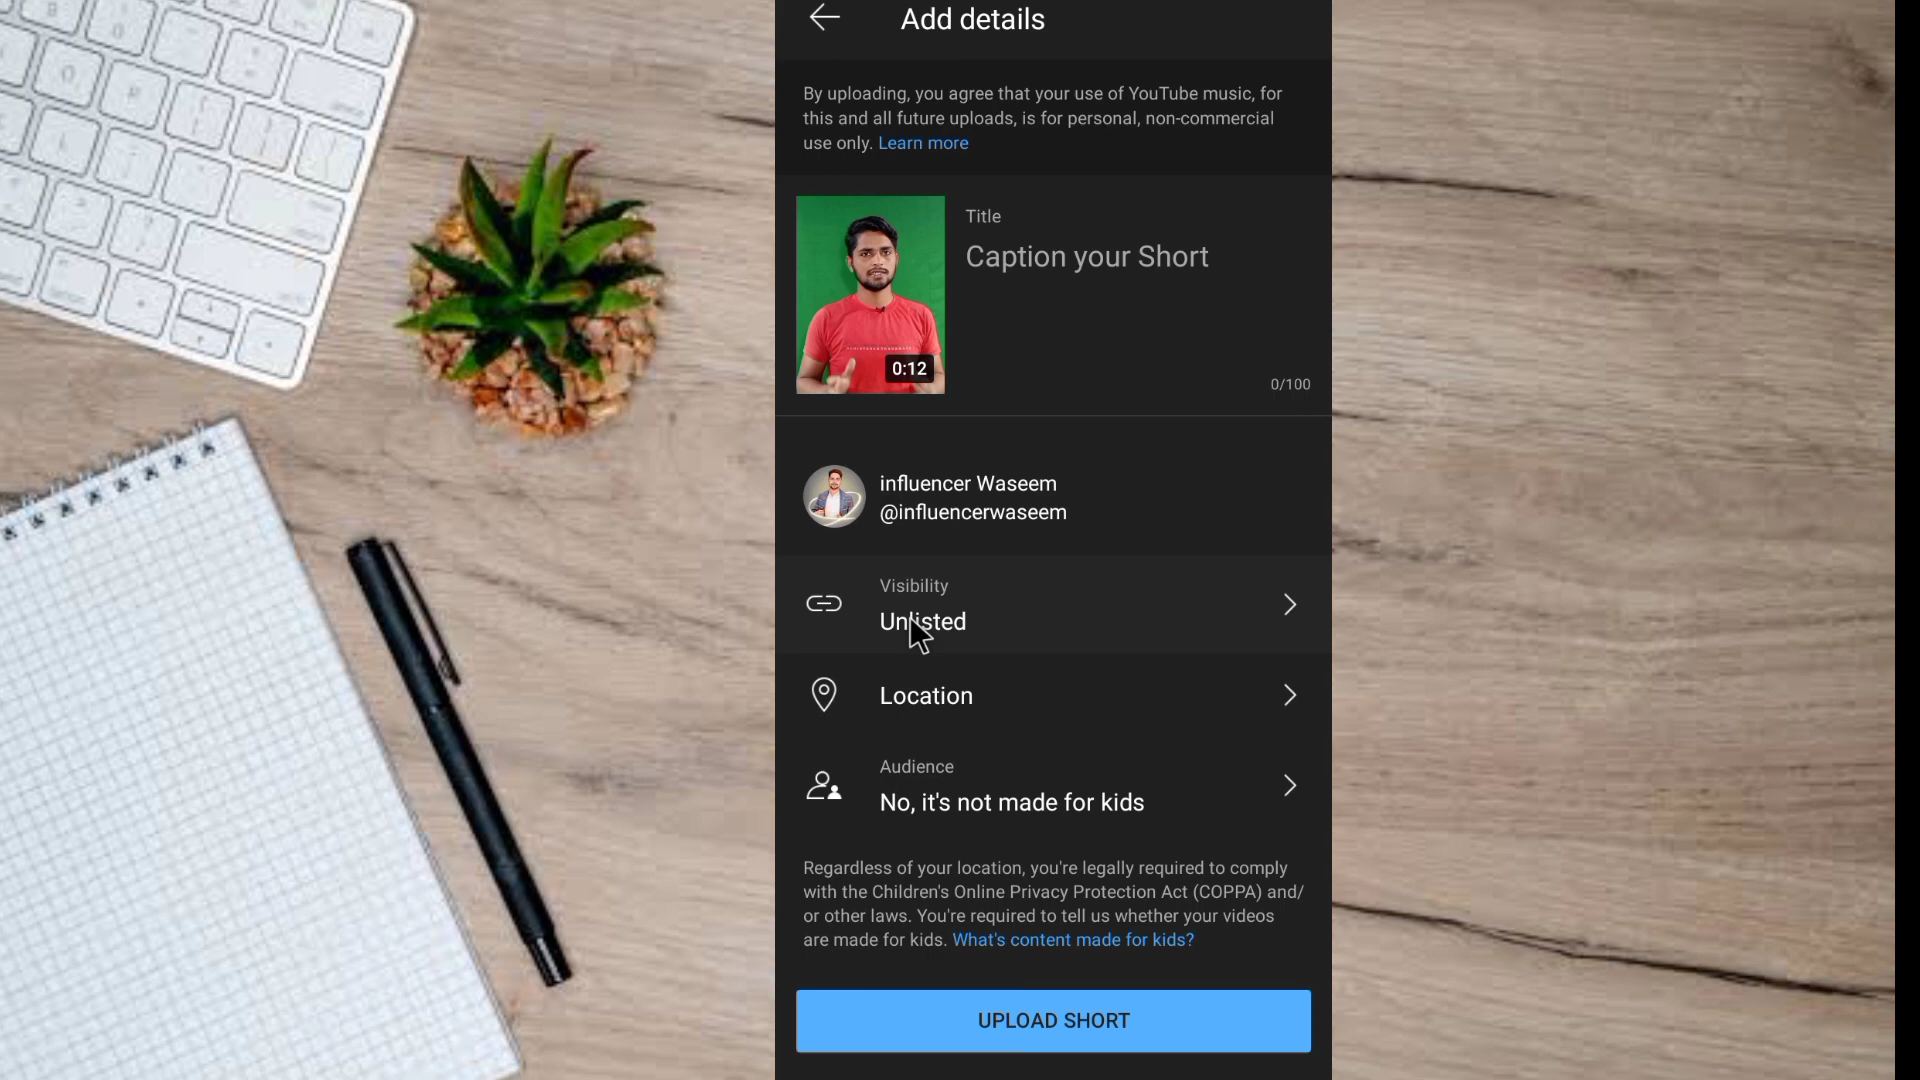 Add details
By uploading, you agree that your use of YouTube music, for
this and all future uploads, is for personal, non-commercial
use only. Learn more
Title
Caption your Short
0:12
0/100
influencer Waseem
@influencerwaseem
Visibility
Unlisted
Location
Audience
No, it's not made for kids
Regardless of your location, you're legally required to comply
with the Children's Online Privacy Protection Act (COPPA) and/
or other laws. You're required to tell us whether your videos
are made for kids. What's content made for kids?
UPLOAD SHORT